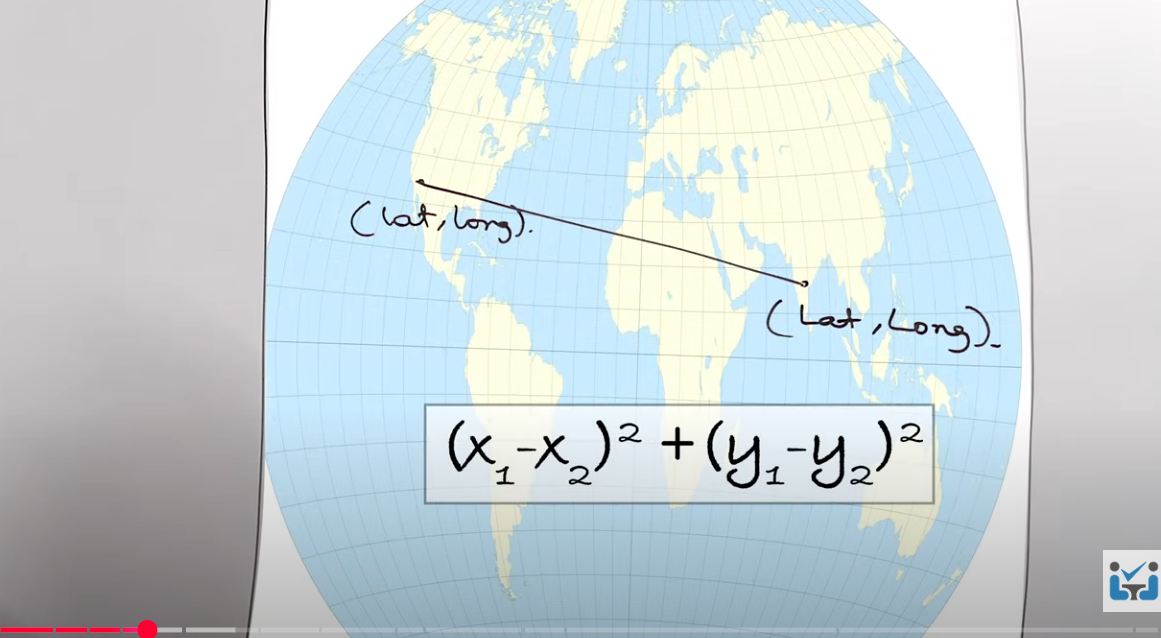 (Lat, Long).
(Lat, Long).
(x₁-x₂)² + (y₁-y₂)²